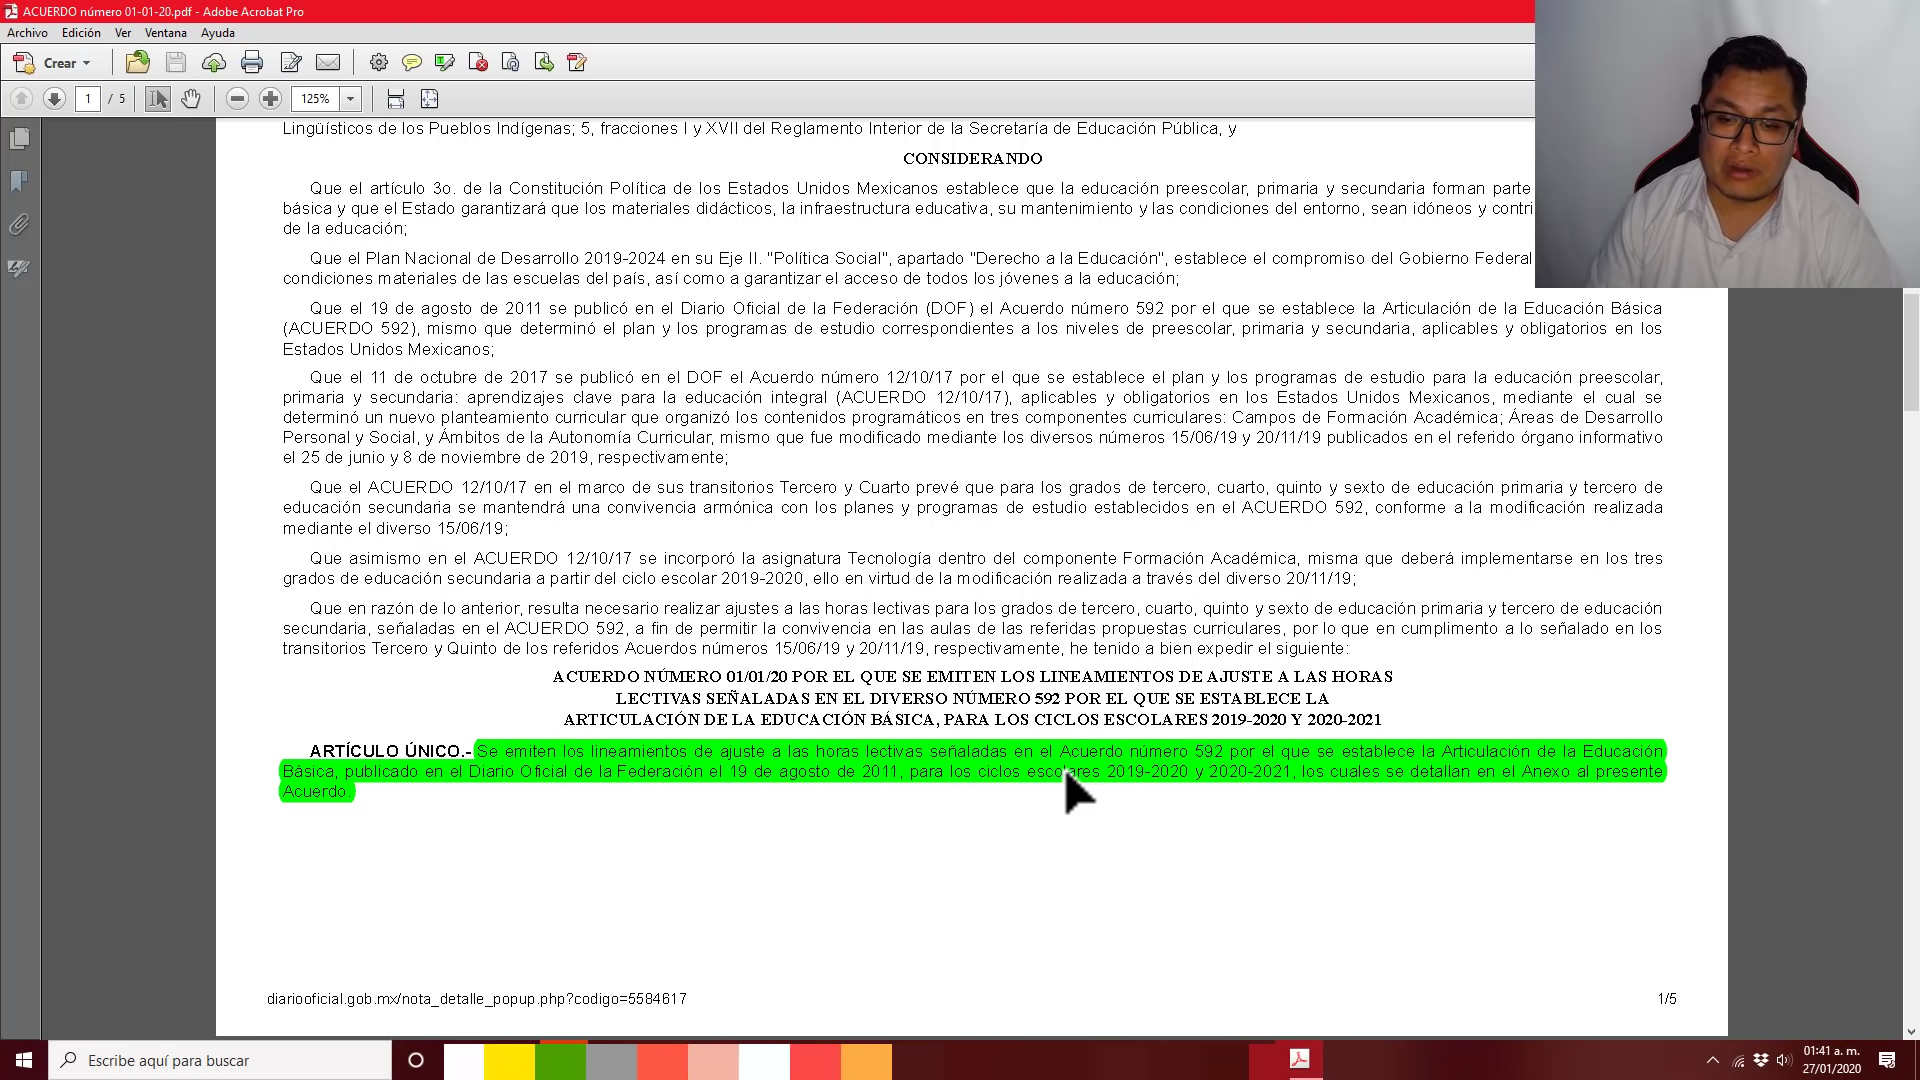 ACUERDO número 01-01-20.pdf - Adobe Acrobat Pro
Archivo Edición Ver Ventana Ayuda
Crear
1 / 5 125%
Lingüísticos de los Pueblos Indígenas; 5, fracciones I y XVII del Reglamento Interior de la Secretaría de Educación Pública, y
CONSIDERANDO
Que el artículo 3o. de la Constitución Política de los Estados Unidos Mexicanos establece que la educación preescolar, primaria y secundaria forman parte
básica y que el Estado garantizará que los materiales didácticos, la infraestructura educativa, su mantenimiento y las condiciones del entorno, sean idóneos y contri
de la educación;
Que el Plan Nacional de Desarrollo 2019-2024 en su Eje II. "Política Social", apartado "Derecho a la Educación", establece el compromiso del Gobierno Federal
condiciones materiales de las escuelas del país, así como a garantizar el acceso de todos los jóvenes a la educación;
Que el 19 de agosto de 2011 se publicó en el Diario Oficial de la Federación (DOF) el Acuerdo número 592 por el que se establece la Articulación de la Educación Básica
(ACUERDO 592), mismo que determinó el plan y los programas de estudio correspondientes a los niveles de preescolar, primaria y secundaria, aplicables y obligatorios en los
Estados Unidos Mexicanos;
Que el 11 de octubre de 2017 se publicó en el DOF el Acuerdo número 12/10/17 por el que se establece el plan y los programas de estudio para la educación preescolar,
primaria y secundaria: aprendizajes clave para la educación integral (ACUERDO 12/10/17), aplicables y obligatorios en los Estados Unidos Mexicanos, mediante el cual se
determinó un nuevo planteamiento curricular que organizó los contenidos programáticos en tres componentes curriculares: Campos de Formación Académica; Áreas de Desarrollo
Personal y Social, y Ámbitos de la Autonomía Curricular, mismo que fue modificado mediante los diversos números 15/06/19 y 20/11/19 publicados en el referido órgano informativo
el 25 de junio y 8 de noviembre de 2019, respectivamente;
Que el ACUERDO 12/10/17 en el marco de sus transitorios Tercero y Cuarto prevé que para los grados de tercero, cuarto, quinto y sexto de educación primaria y tercero de
educación secundaria se mantendrá una convivencia armónica con los planes y programas de estudio establecidos en el ACUERDO 592, conforme a la modificación realizada
mediante el diverso 15/06/19;
Que asimismo en el ACUERDO 12/10/17 se incorporó la asignatura Tecnología dentro del componente Formación Académica, misma que deberá implementarse en los tres
grados de educación secundaria a partir del ciclo escolar 2019-2020, ello en virtud de la modificación realizada a través del diverso 20/11/19;
Que en razón de lo anterior, resulta necesario realizar ajustes a las horas lectivas para los grados de tercero, cuarto, quinto y sexto de educación primaria y tercero de educación
secundaria, señaladas en el ACUERDO 592, a fin de permitir la convivencia en las aulas de las referidas propuestas curriculares, por lo que en cumplimento a lo señalado en los
transitorios Tercero y Quinto de los referidos Acuerdos números 15/06/19 y 20/11/19, respectivamente, he tenido a bien expedir el siguiente:
ACUERDO NÚMERO 01/01/20 POR EL QUE SE EMITEN LOS LINEAMIENTOS DE AJUSTE A LAS HORAS
LECTIVAS SEÑALADAS EN EL DIVERSO NÚMERO 592 POR EL QUE SE ESTABLECE LA
ARTICULACIÓN DE LA EDUCACIÓN BÁSICA, PARA LOS CICLOS ESCOLARES 2019-2020 Y 2020-2021
ARTÍCULO ÚNICO.- Se emiten los lineamientos de ajuste a las horas lectivas señaladas en el Acuerdo número 592 por el que se establece la Articulación de la Educación
Básica, publicado en el Diario Oficial de la Federación el 19 de agosto de 2011, para los ciclos escolares 2019-2020 y 2020-2021, los cuales se detallan en el Anexo al presente
Acuerdo.
diariooficial.gob.mx/nota_detalle_popup.php?codigo=5584617 1/5
Escribe aquí para buscar
01:41 a. m.
27/01/2020